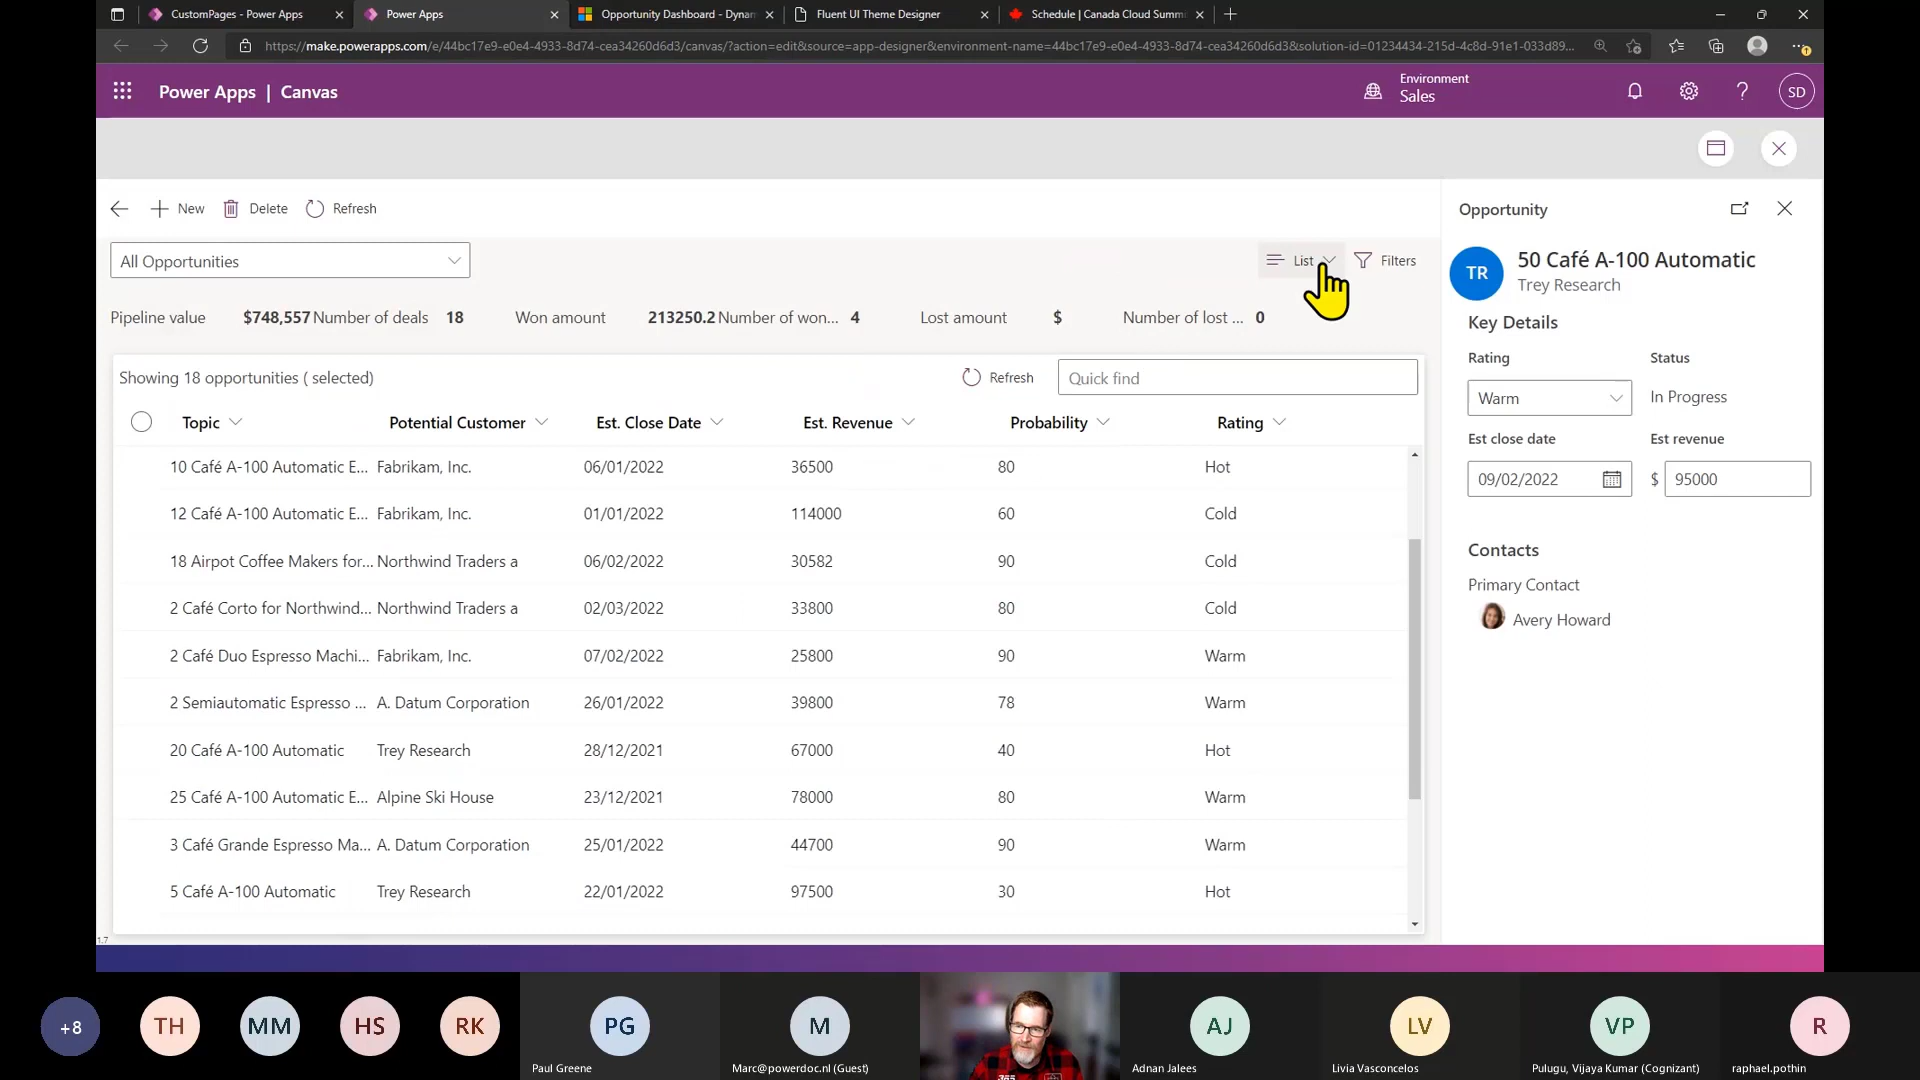 CustomPages - Power Apps
Power Apps
Opportunity Dashboard - Dynam
Fluent UI Theme Designer
Schedule | Canada Cloud Summi
https://make.powerapps.com/e/44bc17e9-e0e4-4933-8d74-cea34260d6d3/canvas/?action=edit&source=app-designer&environment-name=44bc17e9-e0e4-4933-8d74-cea34260d6d3&solution-id=01234434-215d-4c8d-91e1-033d89...
Power Apps | Canvas
Environment
Sales
SD
New Delete Refresh
All Opportunities
List
Filters
Pipeline value $748,557 Number of deals 18 Won amount 213250.2 Number of won... 4 Lost amount $ Number of lost ... 0
Showing 18 opportunities ( selected)
Refresh
Quick find
Topic Potential Customer Est. Close Date Est. Revenue Probability Rating
10 Café A-100 Automatic E... Fabrikam, Inc. 06/01/2022 36500 80 Hot
12 Café A-100 Automatic E... Fabrikam, Inc. 01/01/2022 114000 60 Cold
18 Airpot Coffee Makers for... Northwind Traders a 06/02/2022 30582 90 Cold
2 Café Corto for Northwind... Northwind Traders a 02/03/2022 33800 80 Cold
2 Café Duo Espresso Machi... Fabrikam, Inc. 07/02/2022 25800 90 Warm
2 Semiautomatic Espresso ... A. Datum Corporation 26/01/2022 39800 78 Warm
20 Café A-100 Automatic Trey Research 28/12/2021 67000 40 Hot
25 Café A-100 Automatic E... Alpine Ski House 23/12/2021 78000 80 Warm
3 Café Grande Espresso Ma... A. Datum Corporation 25/01/2022 44700 90 Warm
5 Café A-100 Automatic Trey Research 22/01/2022 97500 30 Hot
1.7
Opportunity
TR
50 Café A-100 Automatic
Trey Research
Key Details
Rating Status
Warm In Progress
Est close date Est revenue
09/02/2022 $ 95000
Contacts
Primary Contact
Avery Howard
+8 TH MM HS RK PG M AJ LV VP R
Paul Greene
Marc@powerdoc.nl (Guest)
365
Adnan Jalees
Livia Vasconcelos
Pulugu, Vijaya Kumar (Cognizant)
raphael.pothin